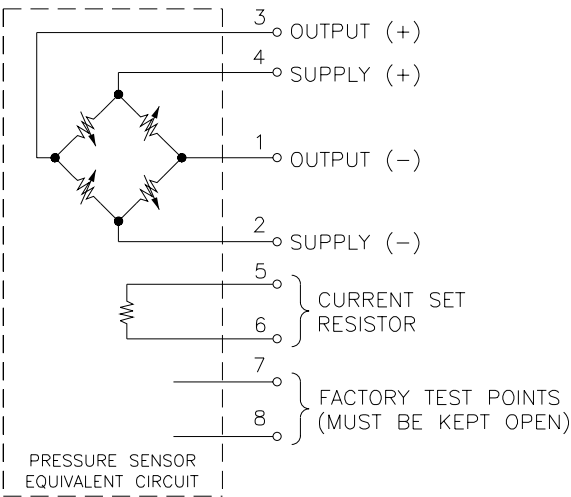 3 OUTPUT (+)
4 SUPPLY (+)
1 OUTPUT (−)
2 SUPPLY (−)
5
CURRENT SET
RESISTOR
6
7
FACTORY TEST POINTS
(MUST BE KEPT OPEN)
8
PRESSURE SENSOR
EQUIVALENT CIRCUIT